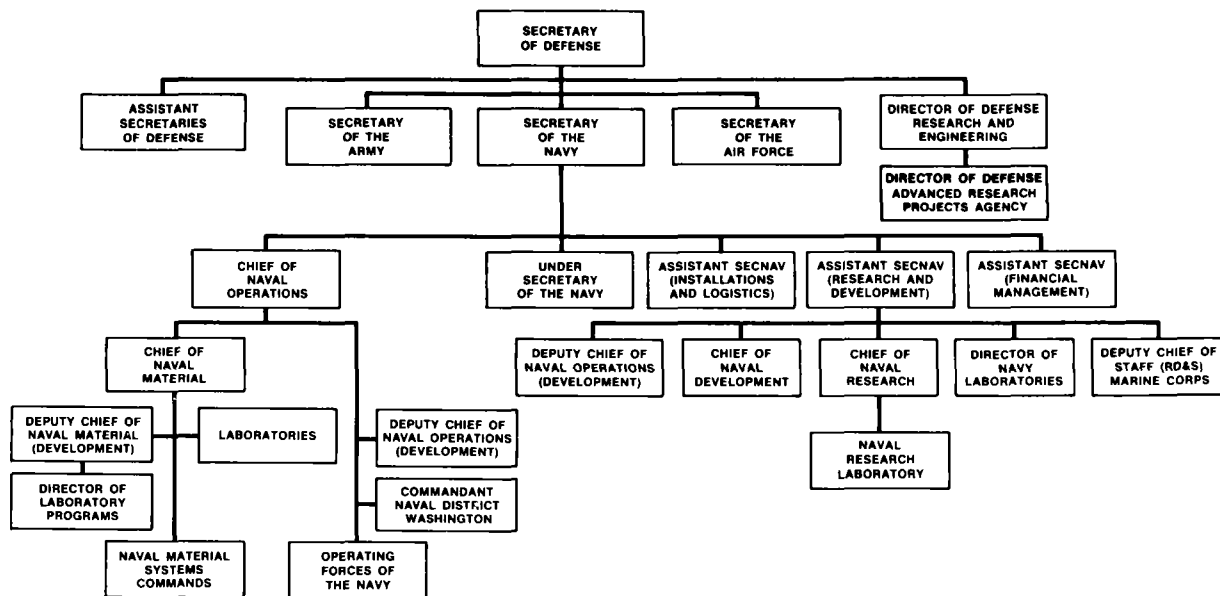 SECRETARY
OF DEFENSE
ASSISTANT
SECRETARIES
OF DEFENSE
SECRETARY
OF THE
ARMY
SECRETARY
OF THE
NAVY
SECRETARY
OF THE
AIR FORCE
DIRECTOR OF DEFENSE
RESEARCH AND
ENGINEERING
DIRECTOR OF DEFENSE
ADVANCED RESEARCH
PROJECTS AGENCY
CHIEF OF
NAVAL
OPERATIONS
UNDER
SECRETARY
OF THE NAVY
ASSISTANT SECNAV
(INSTALLATIONS
AND LOGISTICS)
ASSISTANT SECNAV
(RESEARCH AND
DEVELOPMENT)
ASSISTANT SECNAV
(FINANCIAL
MANAGEMENT)
CHIEF OF
NAVAL
MATERIAL
DEPUTY CHIEF OF
NAVAL OPERATIONS
(DEVELOPMENT)
CHIEF OF
NAVAL
DEVELOPMENT
CHIEF OF
NAVAL
RESEARCH
DIRECTOR OF
NAVY
LABORATORIES
DEPUTY CHIEF OF
STAFF (RD&S)
MARINE CORPS
DEPUTY CHIEF OF
NAVAL MATERIAL
(DEVELOPMENT)
LABORATORIES
DEPUTY CHIEF OF
NAVAL OPERATIONS
(DEVELOPMENT)
NAVAL
RESEARCH
LABORATORY
DIRECTOR OF
LABORATORY
PROGRAMS
COMMANDANT
NAVAL DISTRICT
WASHINGTON
NAVAL MATERIAL
SYSTEMS
COMMANDS
OPERATING
FORCES OF
THE NAVY